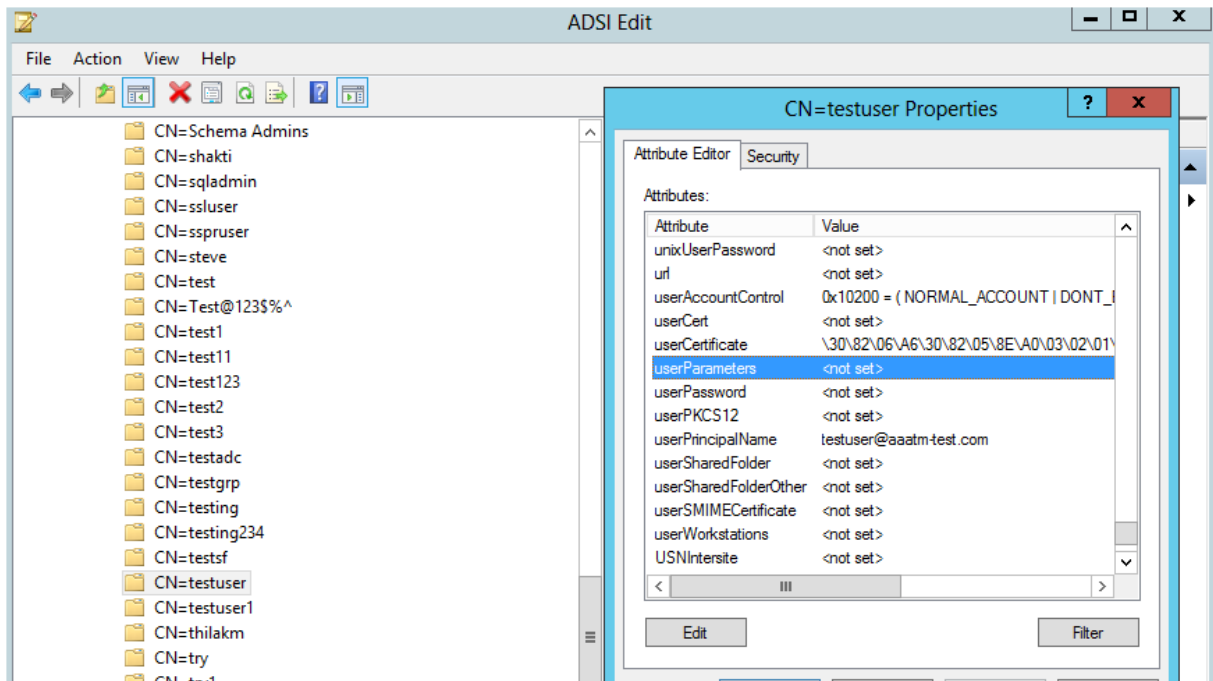 ADSI Edit
File Action View Help
CN=Schema Admins
CN=shakti
CN=sqladmin
CN=ssluser
CN=sspruser
CN=steve
CN=test
CN=Test@123$%^
CN=test1
CN=test11
CN=test123
CN=test2
CN=test3
CN=testadc
CN=testgrp
CN=testing
CN=testing234
CN=testsf
CN=testuser
CN=testuser1
CN=thilakm
CN=try
CN=testuser Properties ? x
Attribute Editor Security
Attributes:
Attribute Value
unixUserPassword <not set>
url <not set>
userAccountControl 0x10200 = ( NORMAL_ACCOUNT | DONT_
userCert <not set>
userCertificate \30\82\06\A6\30\82\05\8E\A0\03\02\01\
userParameters <not set>
userPassword <not set>
userPKCS12 <not set>
userPrincipalName testuser@aaatm-test.com
userSharedFolder <not set>
userSharedFolderOther <not set>
userSMIMECertificate <not set>
userWorkstations <not set>
USNIntersite <not set>
Edit Filter